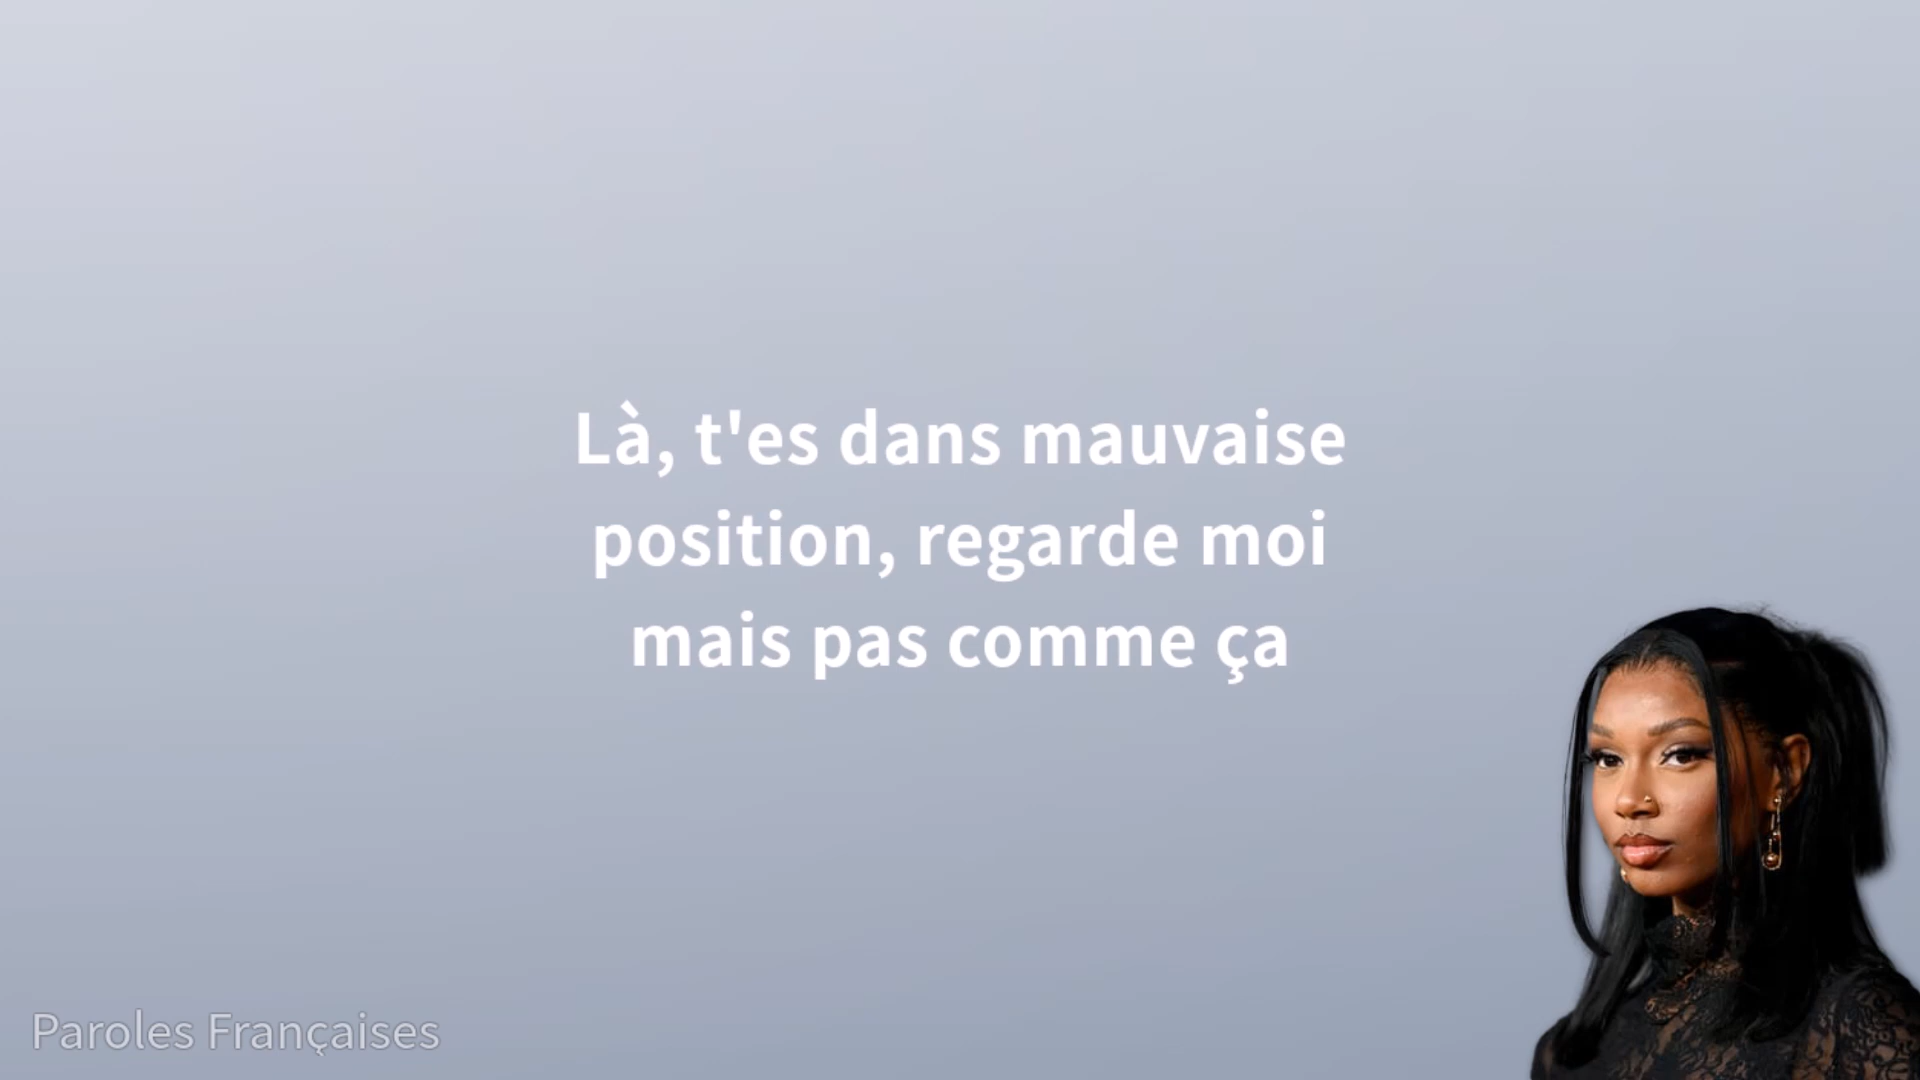 Là, t'es dans mauvaise
position, regarde moi
mais pas comme ça
Paroles Françaises